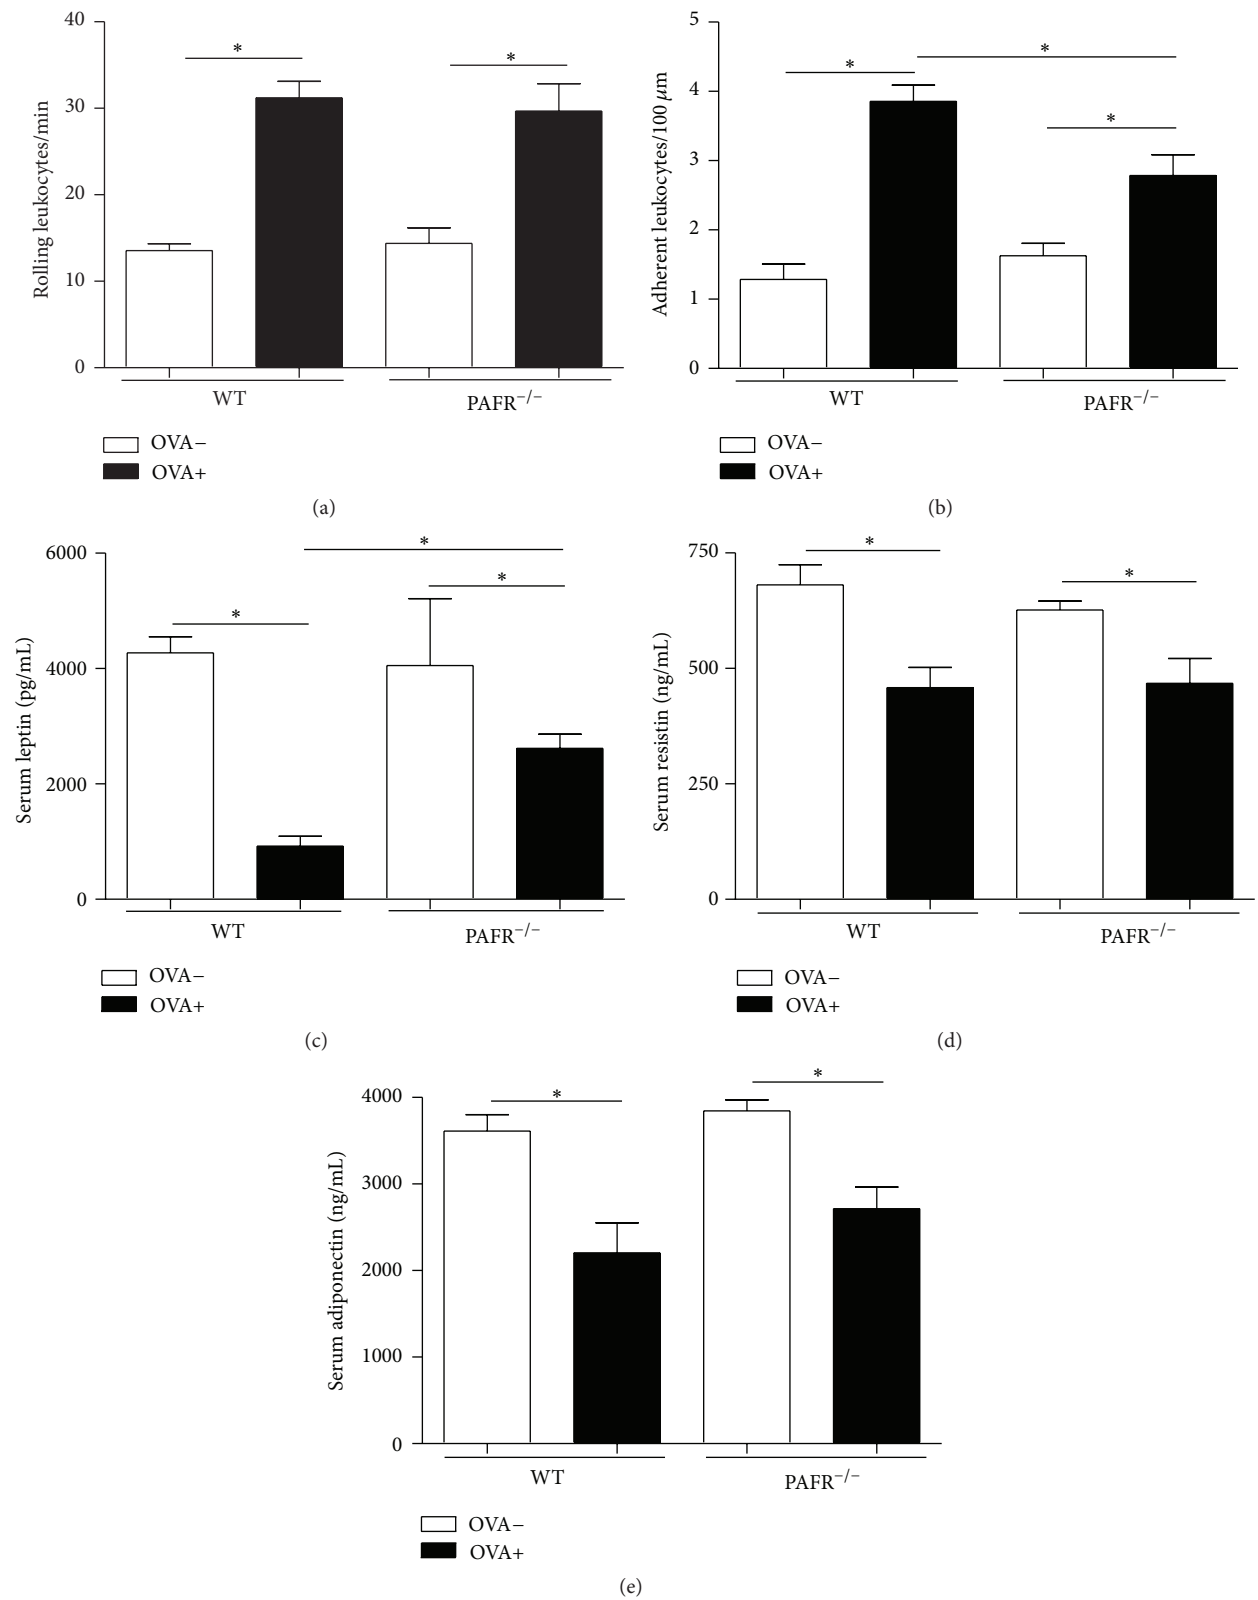 40
30
20
10
0
Rolling leukocytes/min
*
*
WT
PAFR−/−
OVA−
OVA+
(a)
5
4
3
2
1
0
Adherent leukocytes/100 μm
*
*
*
WT
PAFR−/−
OVA−
OVA+
(b)
6000
4000
2000
0
Serum leptin (pg/mL)
*
*
*
WT
PAFR−/−
OVA−
OVA+
(c)
750
500
250
0
Serum resistin (ng/mL)
*
*
WT
PAFR−/−
OVA−
OVA+
(d)
4000
3000
2000
1000
0
Serum adiponectin (ng/mL)
*
*
WT
PAFR−/−
OVA−
OVA+
(e)